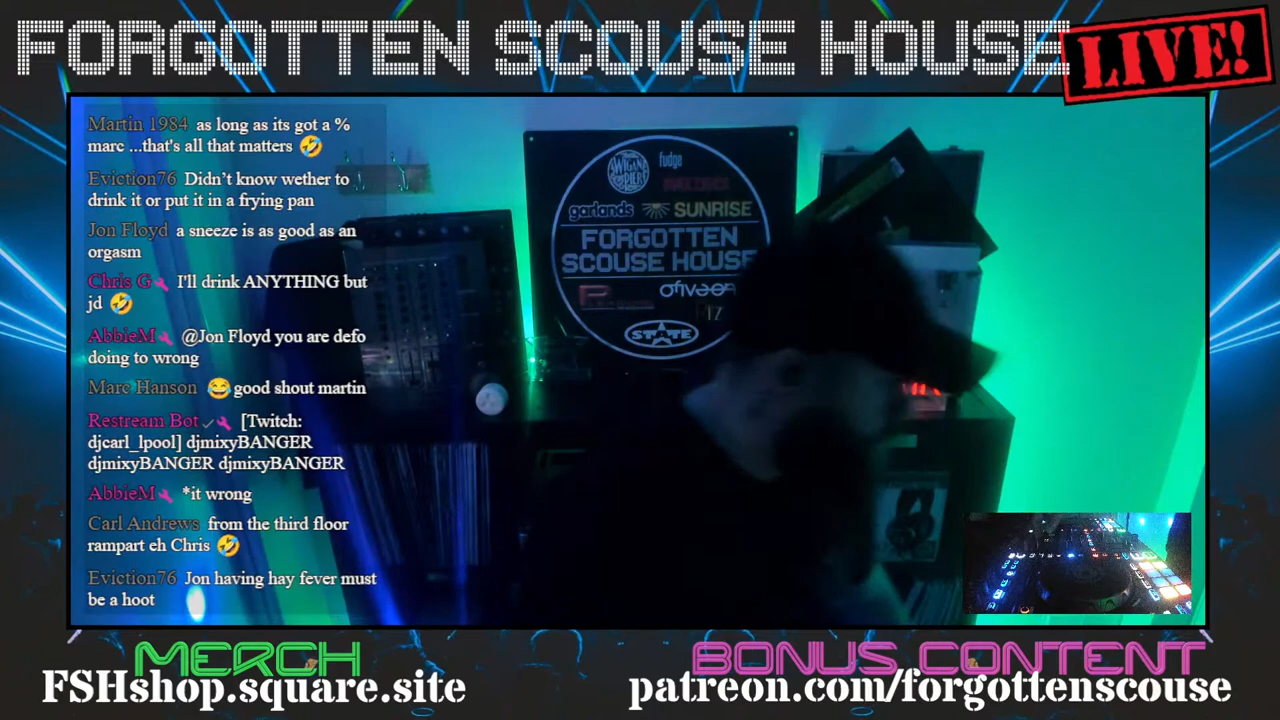 FORGOTTEN SCOUSE HOUSE
LIVE!
Martin 1984 as long as its got a %
marc ...that's all that matters 🤣
Eviction76 Didn't know wether to
drink it or put it in a frying pan
Jon Floyd a sneeze is as good as an
orgasm
Chris G I'll drink ANYTHING but
jd 🤣
AbbieM @Jon Floyd you are defo
doing to wrong
Marc Hanson 😂 good shout martin
Restream Bot [Twitch:
djcarl_lpool] djmixyBANGER
djmixyBANGER djmixyBANGER
AbbieM *it wrong
Carl Andrews from the third floor
rampart eh Chris 🤣
Eviction76 Jon having hay fever must
be a hoot
WIGAN
PIER
fudge
garlands
SUNRISE
FORGOTTEN
SCOUSE HOUSE
STATE
MERCH
FSHshop.square.site
BONUS CONTENT
patreon.com/forgottenscouse